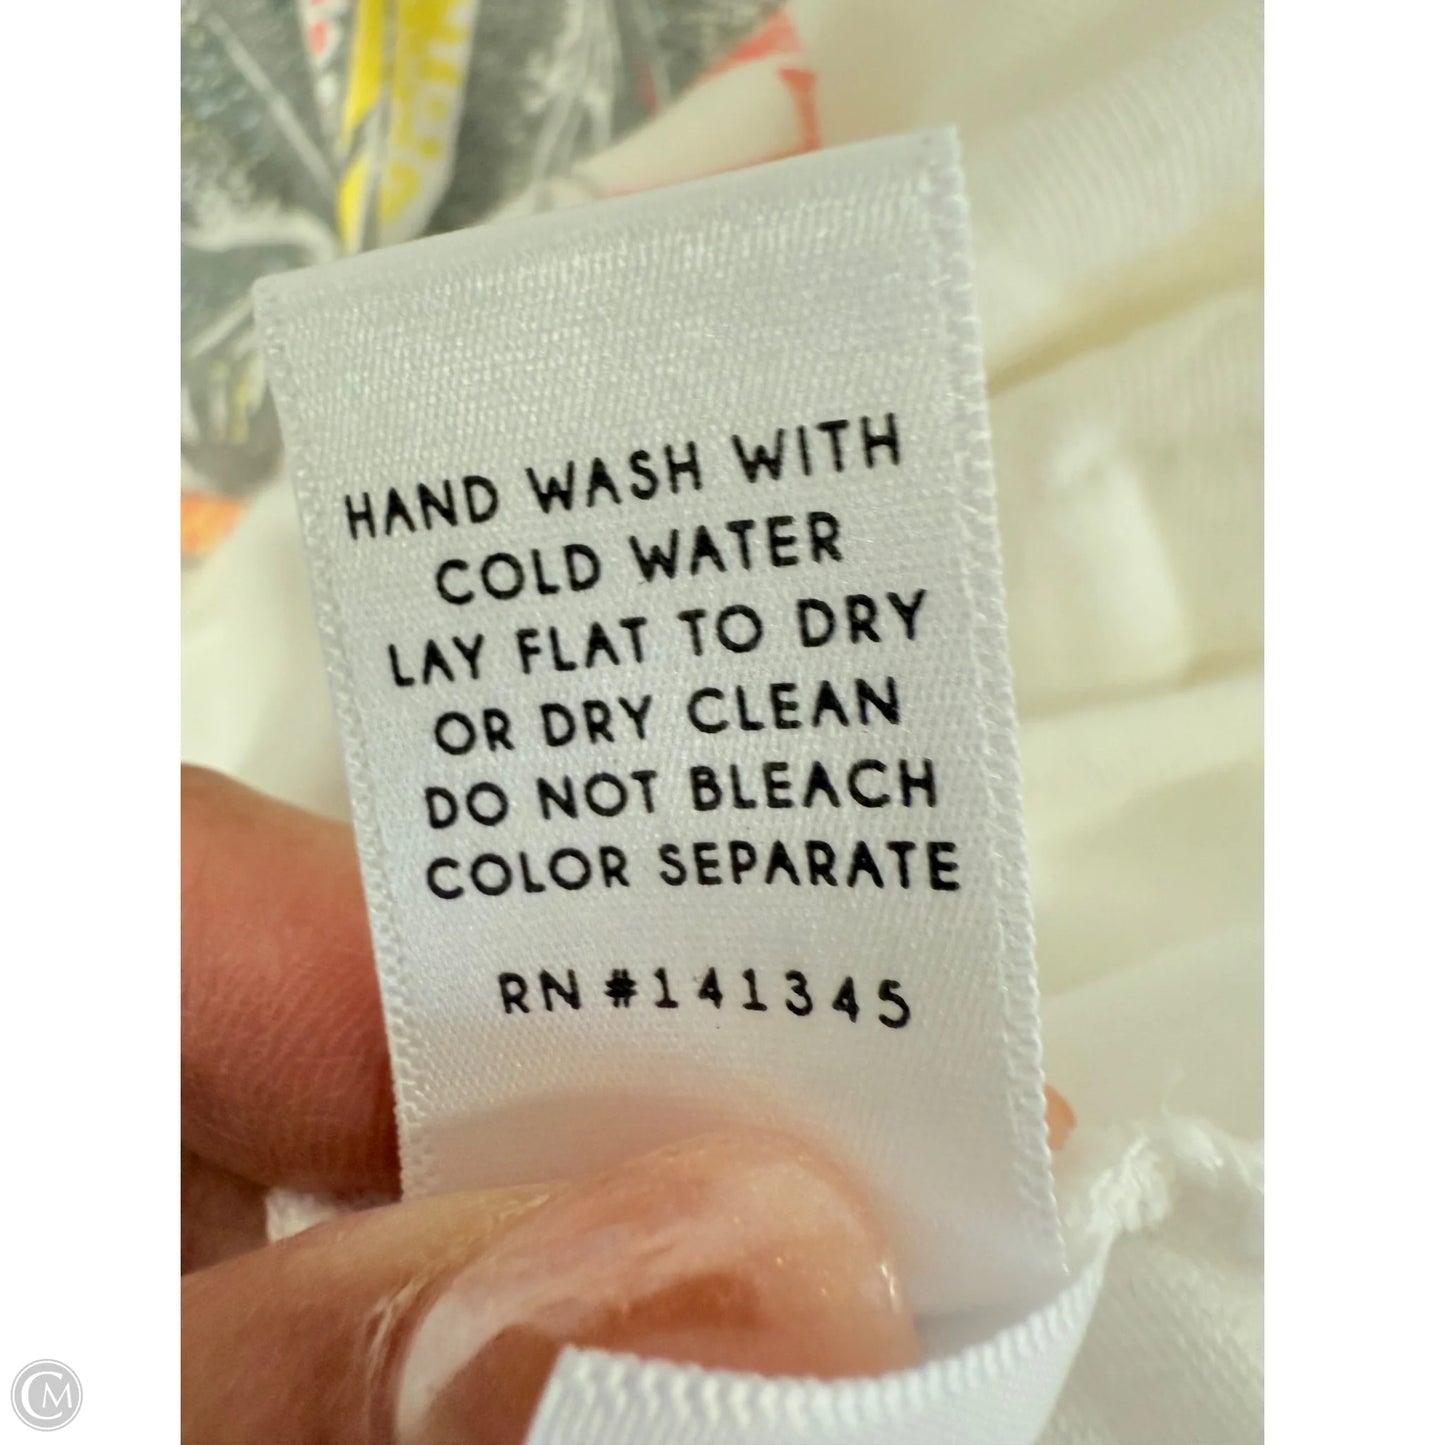 HAND WASH WITH
COLD WATER
LAY FLAT TO DRY
OR DRY CLEAN
DO NOT BLEACH
COLOR SEPARATE
RN #141345
CM